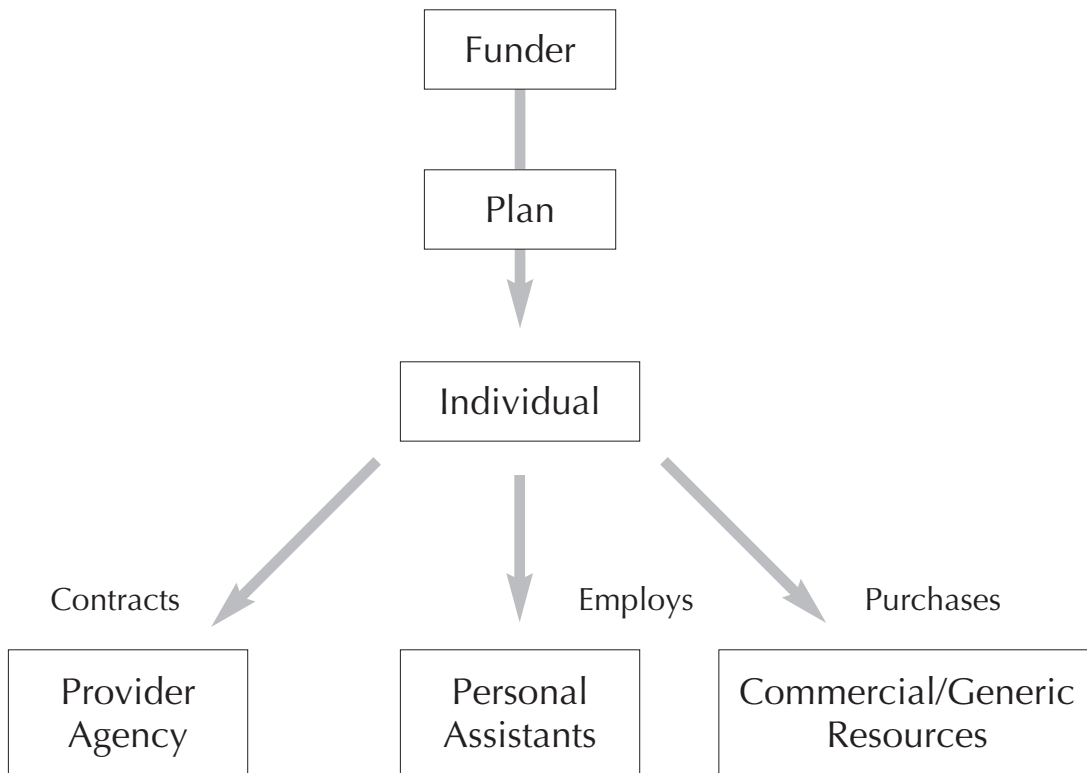 Funder
Plan
Individual
Contracts
Employs
Purchases
Provider
Agency
Personal
Assistants
Commercial/Generic
Resources